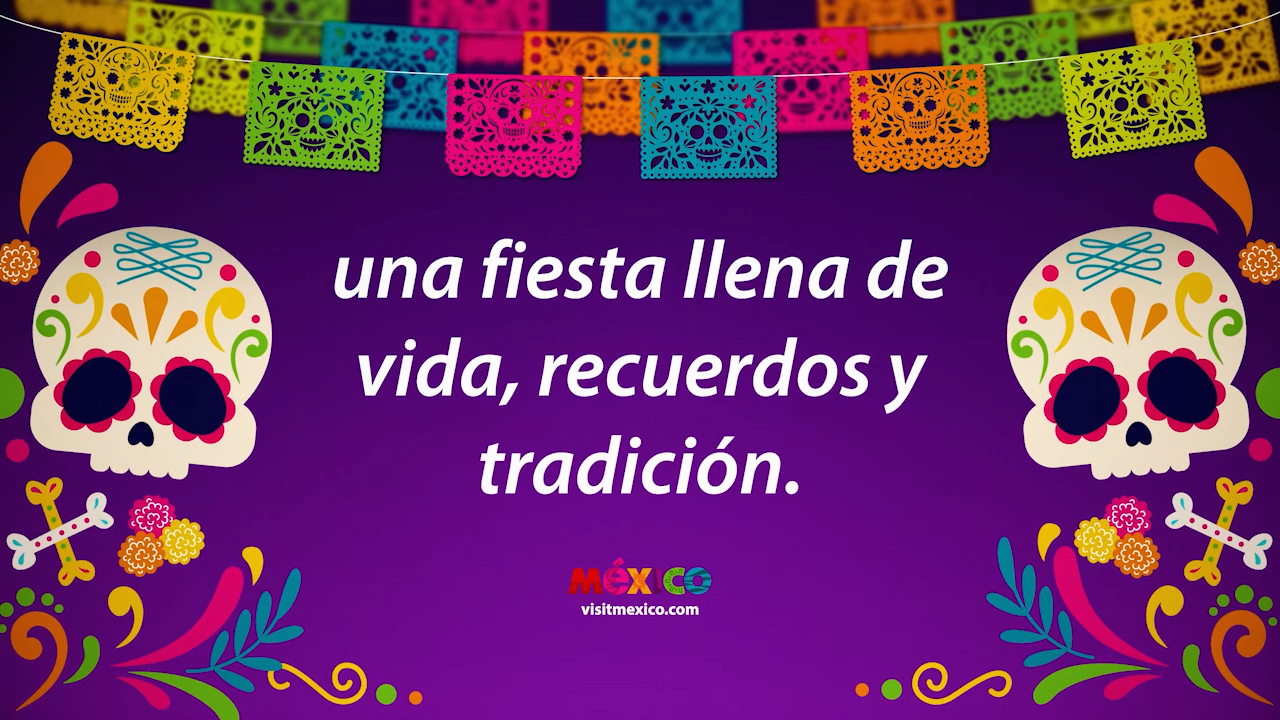 una fiesta llena de
vida, recuerdos y
tradición.
México
visitmexico.com